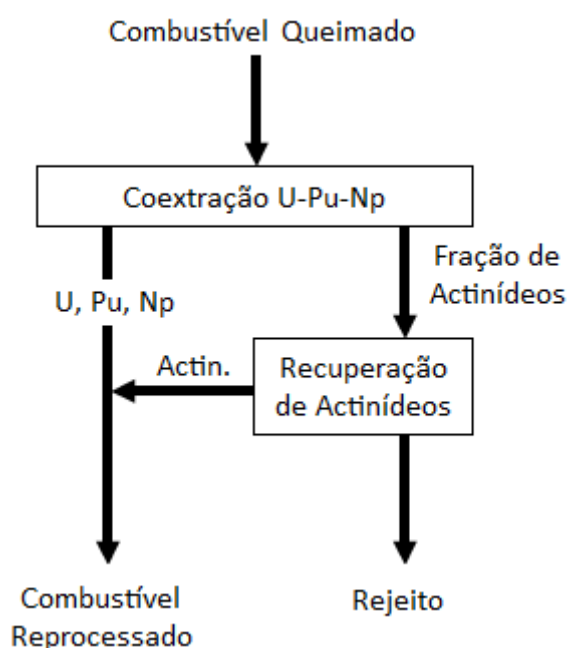 Combustível Queimado
Coextração U-Pu-Np
Fração de
Actinídeos
U, Pu, Np
Actin.
Recuperação
de Actinídeos
Combustível
Reprocessado
Rejeito